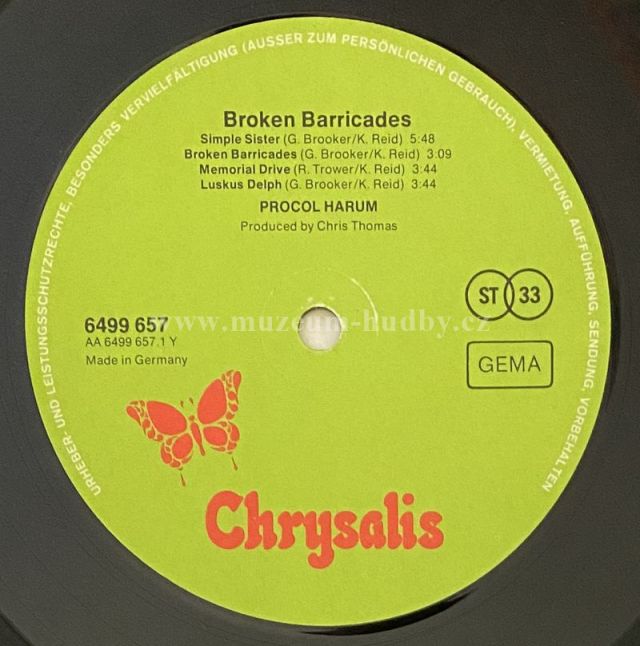 URHEBER- UND LEISTUNGSSCHUTZRECHTE, BESONDERS VERVIELFÄLTIGUNG (AUSSER ZUM PERSÖNLICHEN GEBRAUCH), VERMIETUNG, AUFFÜHRUNG, SENDUNG, VORBEHALTEN
Broken Barricades
Simple Sister (G. Brooker/K. Reid) 5:48
Broken Barricades (G. Brooker/K. Reid) 3:09
Memorial Drive (R. Trower/K. Reid) 3:44
Luskus Delph (G. Brooker/K. Reid) 3:44
PROCOL HARUM
Produced by Chris Thomas
ST 33
6499 657
www.muzeum-hudby.cz
AA 6499 657.1 Y
Made in Germany
GEMA
Chrysalis